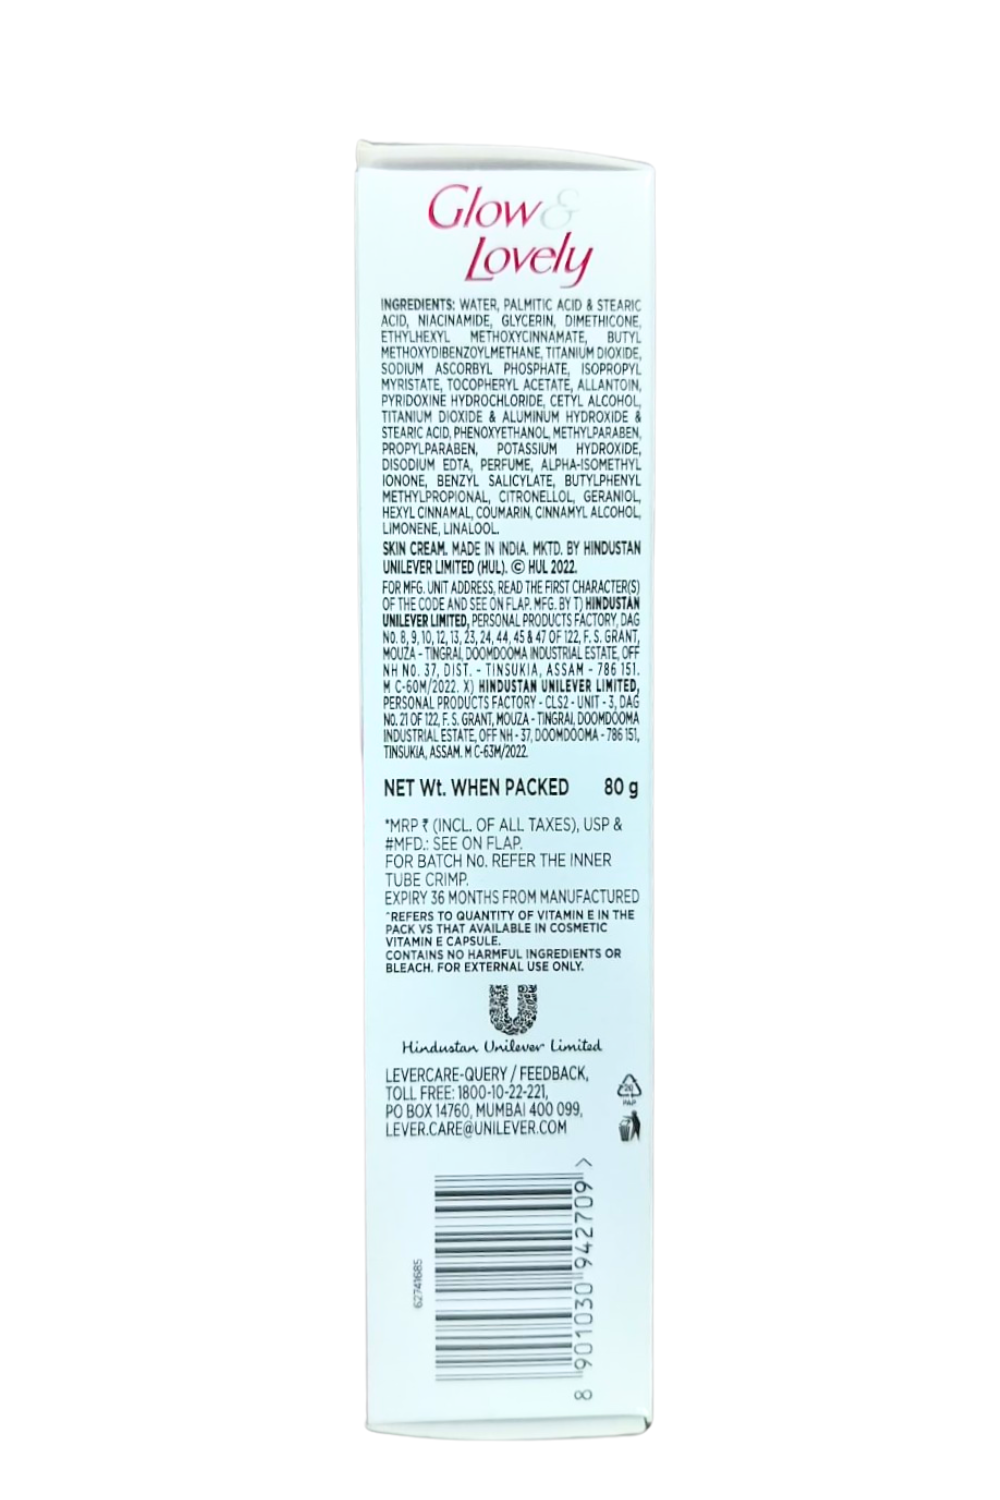 Glow &
Lovely
INGREDIENTS: WATER, PALMITIC ACID & STEARIC
ACID, NIACINAMIDE, GLYCERIN, DIMETHICONE,
ETHYLHEXYL METHOXYCINNAMATE, BUTYL
METHOXYDIBENZOYLMETHANE, TITANIUM DIOXIDE,
SODIUM ASCORBYL PHOSPHATE, ISOPROPYL
MYRISTATE, TOCOPHERYL ACETATE, ALLANTOIN,
PYRIDOXINE HYDROCHLORIDE, CETYL ALCOHOL,
TITANIUM DIOXIDE & ALUMINUM HYDROXIDE &
STEARIC ACID, PHENOXYETHANOL, METHYLPARABEN,
PROPYLPARABEN, POTASSIUM HYDROXIDE,
DISODIUM EDTA, PERFUME, ALPHA-ISOMETHYL
IONONE, BENZYL SALICYLATE, BUTYLPHENYL
METHYLPROPIONAL, CITRONELLOL, GERANIOL,
HEXYL CINNAMAL, COUMARIN, CINNAMYL ALCOHOL,
LIMONENE, LINALOOL.
SKIN CREAM. MADE IN INDIA. MKTD. BY HINDUSTAN
UNILEVER LIMITED (HUL). © HUL 2022.
FOR MFG. UNIT ADDRESS, READ THE FIRST CHARACTER(S)
OF THE CODE AND SEE ON FLAP. MFG. BY T) HINDUSTAN
UNILEVER LIMITED, PERSONAL PRODUCTS FACTORY, DAG
NO. 8, 9, 10, 12, 13, 23, 24, 44, 45 & 47 OF 122, F. S. GRANT,
MOUZA - TINGRAI, DOOMDOOMA INDUSTRIAL ESTATE, OFF
NH NO. 37, DIST. - TINSUKIA, ASSAM - 786 151.
M C-60M/2022. X) HINDUSTAN UNILEVER LIMITED,
PERSONAL PRODUCTS FACTORY - CLS2 - UNIT - 3, DAG
NO. 21 OF 122, F. S. GRANT, MOUZA - TINGRAI, DOOMDOOMA
INDUSTRIAL ESTATE, OFF NH - 37, DOOMDOOMA - 786 151,
TINSUKIA, ASSAM. M C-63M/2022.
NET Wt. WHEN PACKED 80 g
*MRP ₹ (INCL. OF ALL TAXES), USP &
#MFD.: SEE ON FLAP.
FOR BATCH No. REFER THE INNER
TUBE CRIMP.
EXPIRY 36 MONTHS FROM MANUFACTURED
^REFERS TO QUANTITY OF VITAMIN E IN THE
PACK VS THAT AVAILABLE IN COSMETIC
VITAMIN E CAPSULE.
CONTAINS NO HARMFUL INGREDIENTS OR
BLEACH. FOR EXTERNAL USE ONLY.
Hindustan Unilever Limited
LEVERCARE-QUERY / FEEDBACK,
TOLL FREE: 1800-10-22-221,
PO BOX 14760, MUMBAI 400 099,
LEVER.CARE@UNILEVER.COM
PAP
62741685
8 901030 942709 >